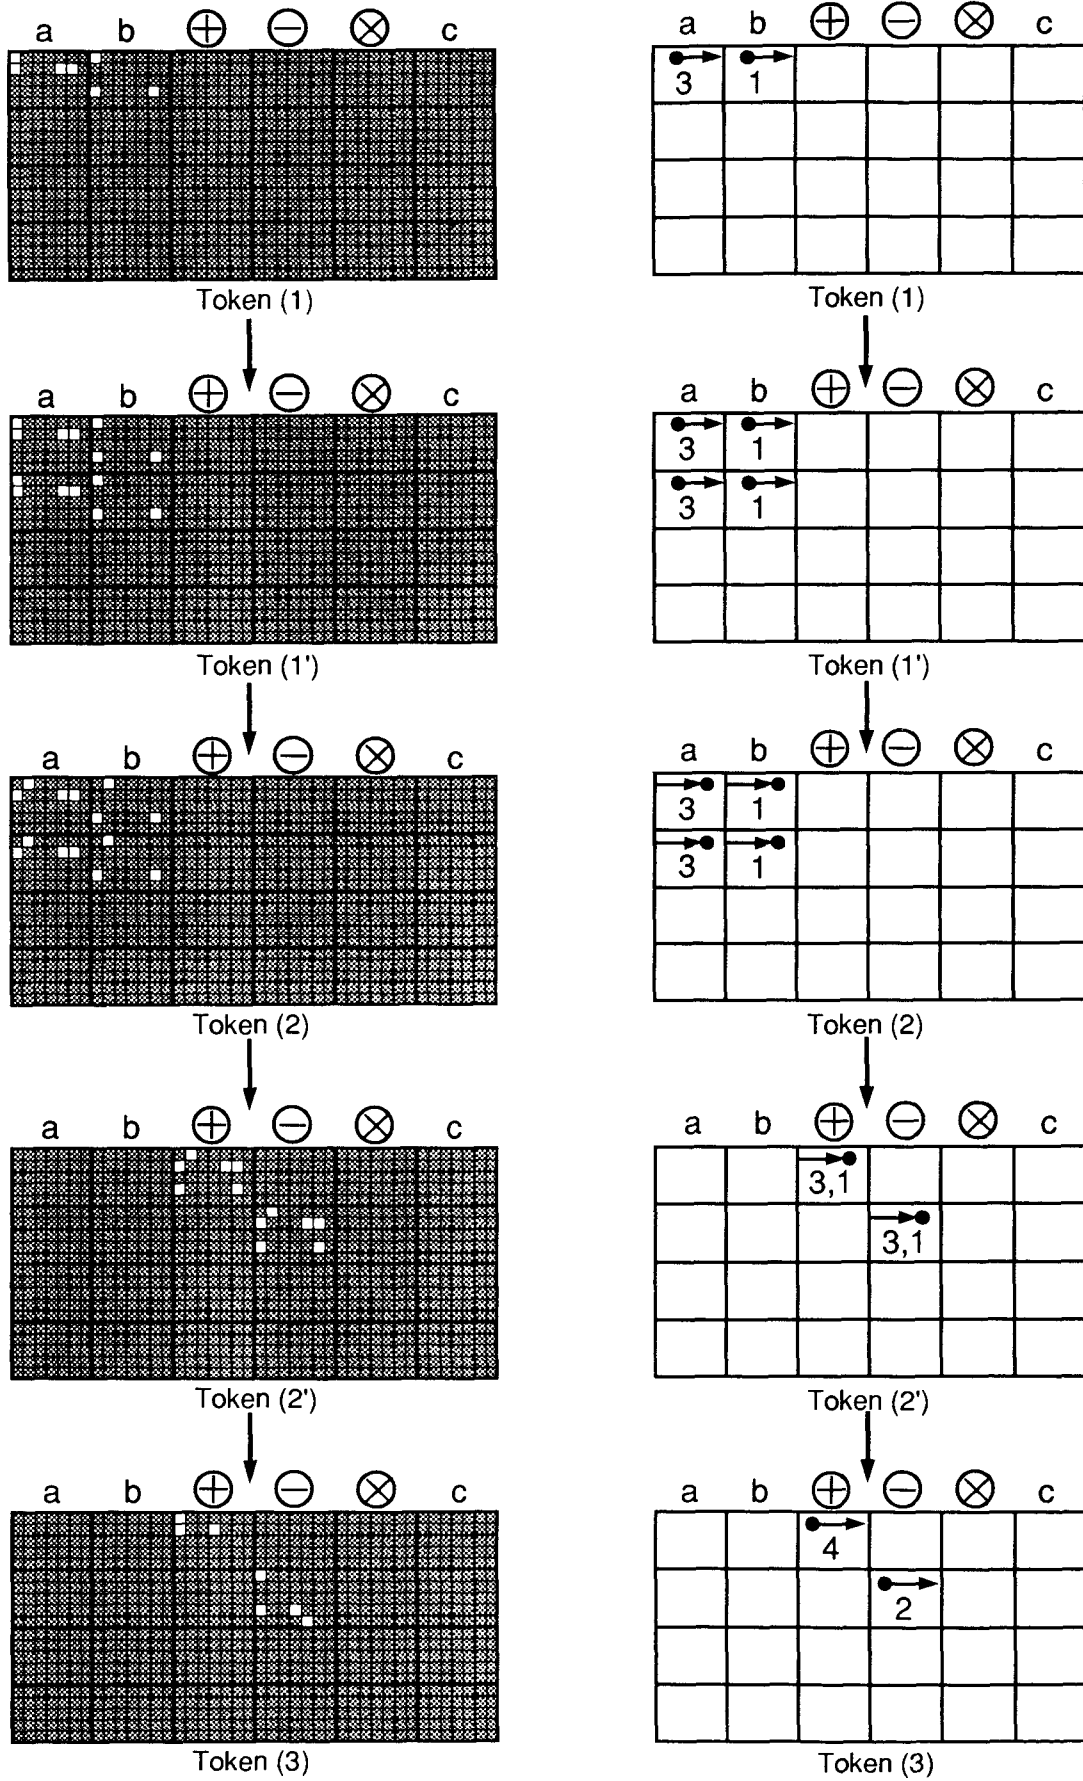 a b ⊕ ⊖ ⊗ c
a b ⊕ ⊖ ⊗ c
3 1
Token (1)
Token (1)
a b ⊕ ⊖ ⊗ c
a b ⊕ ⊖ ⊗ c
3 1
3 1
Token (1')
Token (1')
a b ⊕ ⊖ ⊗ c
a b ⊕ ⊖ ⊗ c
3 1
3 1
Token (2)
Token (2)
a b ⊕ ⊖ ⊗ c
a b ⊕ ⊖ ⊗ c
3,1
3,1
Token (2')
Token (2')
a b ⊕ ⊖ ⊗ c
a b ⊕ ⊖ ⊗ c
4
2
Token (3)
Token (3)